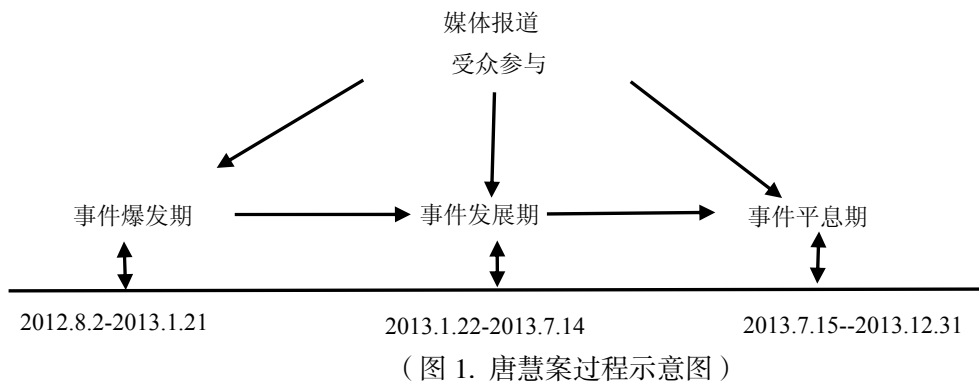 媒体报道
受众参与
事件爆发期
事件发展期
事件平息期
2012.8.2-2013.1.21
2013.1.22-2013.7.14
2013.7.15--2013.12.31
（图 1. 唐慧案过程示意图）